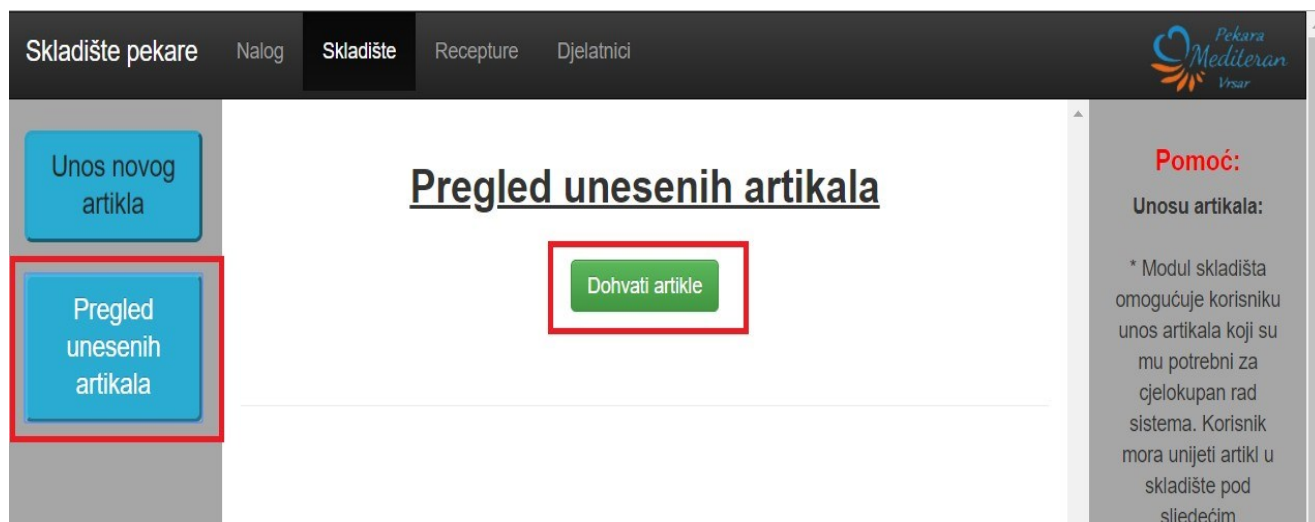 Skladište pekare Nalog Skladište Recepture Djelatnici
Pekara
Mediteran
Vrsar
Unos novog
artikla
Pregled
unesenih
artikala
Pregled unesenih artikala
Dohvati artikle
Pomoć:
Unosu artikala:
* Modul skladišta
omogućuje korisniku
unos artikala koji su
mu potrebni za
cjelokupan rad
sistema. Korisnik
mora unijeti artikl u
skladište pod
sljedećim